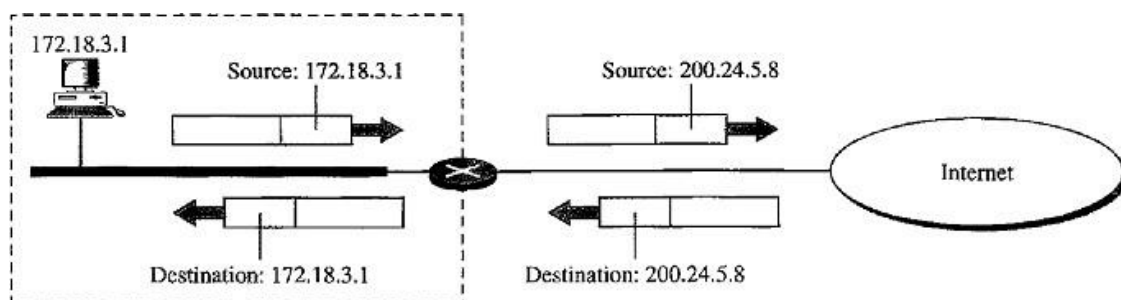 172.18.3.1
Source: 172.18.3.1
Source: 200.24.5.8
Internet
Destination: 172.18.3.1
Destination: 200.24.5.8